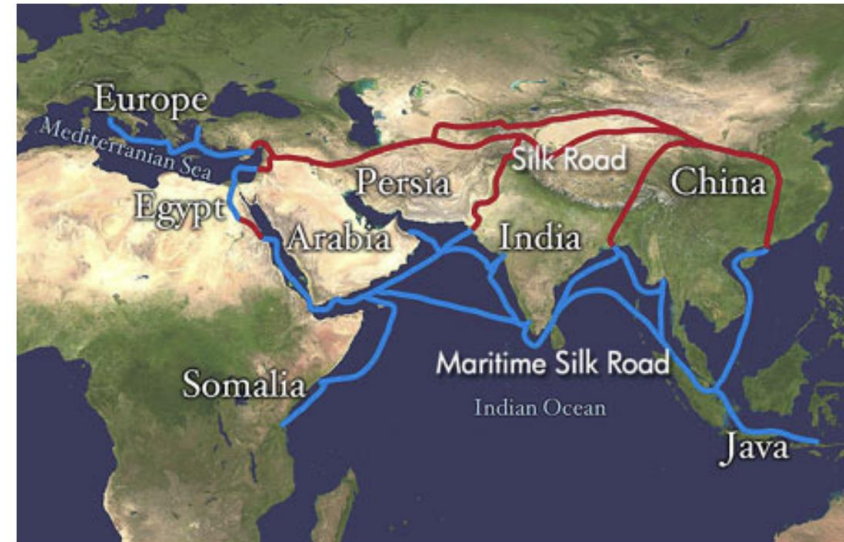 Europe
Mediterranean Sea
Silk Road
Persia
China
Egypt
Arabia
India
Maritime Silk Road
Somalia
Indian Ocean
Java